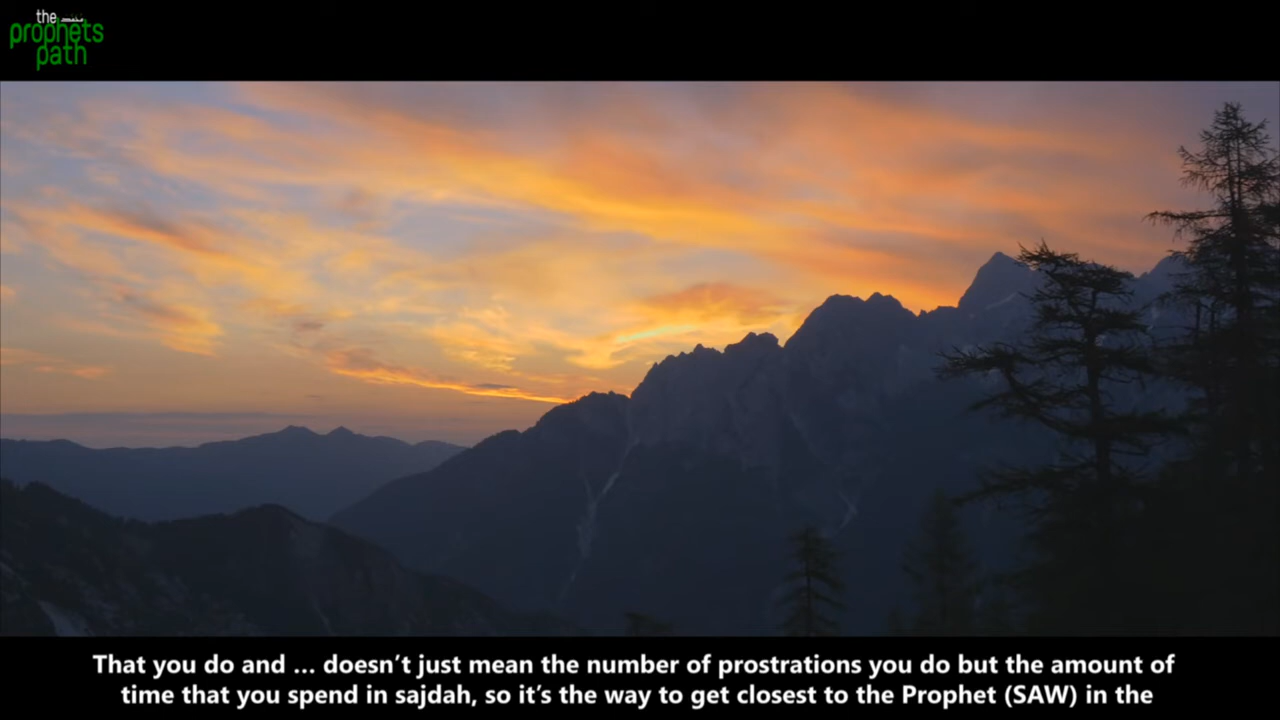 the
prophets
path
That you do and ... doesn't just mean the number of prostrations you do but the amount of
time that you spend in sajdah, so it's the way to get closest to the Prophet (SAW) in the